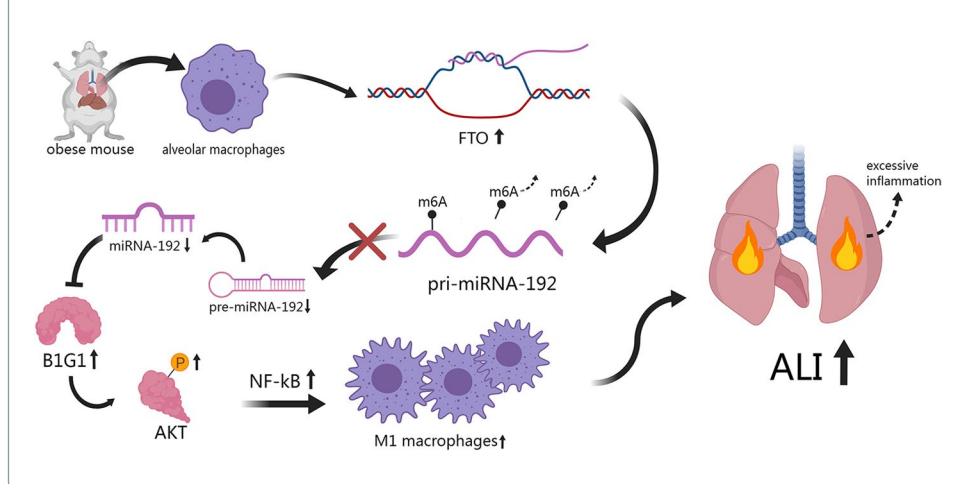 obese mouse
alveolar macrophages
FTO
m6A
m6A
m6A
pri-miRNA-192
pre-miRNA-192
miRNA-192
B1G1
P
AKT
NF-kB
M1 macrophages
excessive
inflammation
ALI